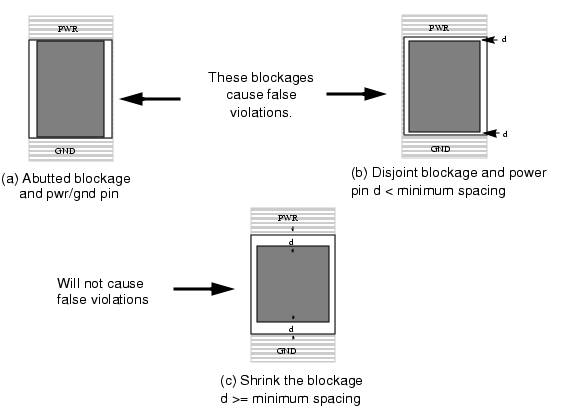 PWR
GND
(a) Abutted blockage
and pwr/gnd pin
These blockages
cause false
violations.
PWR
d
d
GND
(b) Disjoint blockage and power
pin d < minimum spacing
Will not cause
false violations
PWR
d
d
GND
(c) Shrink the blockage
d >= minimum spacing